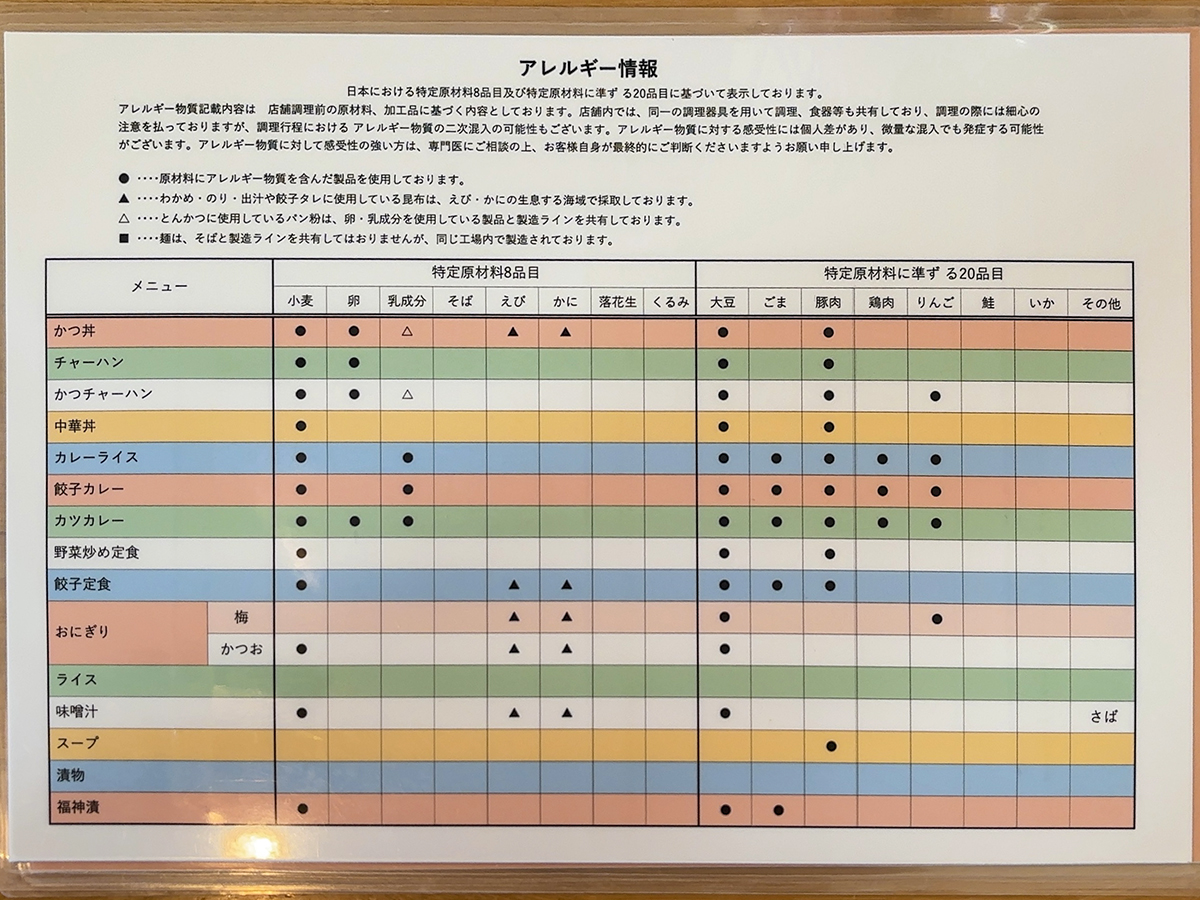 アレルギー情報
日本における特定原材料8品目及び特定原材料に準ず る20品目に基づいて表示しております。
アレルギー物質記載内容は 店舗調理前の原材料、加工品に基づく内容としております。店舗内では、同一の調理器具を用いて調理、食器等も共有しており、調理の際には細心の
注意を払っておりますが、調理行程における アレルギー物質の二次混入の可能性もございます。アレルギー物質に対する感受性には個人差があり、微量な混入でも発症する可能性
がございます。アレルギー物質に対して感受性の強い方は、専門医にご相談の上、お客様自身が最終的にご判断くださいますようお願い申し上げます。
● ‥‥原材料にアレルギー物質を含んだ製品を使用しております。
▲ ‥‥わかめ・のり・出汁や餃子タレに使用している昆布は、えび・かにの生息する海域で採取しております。
△ ‥‥とんかつに使用しているパン粉は、卵・乳成分を使用している製品と製造ラインを共有しております。
■ ‥‥麺は、そばと製造ラインを共有してはおりませんが、同じ工場内で製造されております。
メニュー 特定原材料8品目 特定原材料に準ず る20品目
小麦 卵 乳成分 そば えび かに 落花生 くるみ 大豆 ごま 豚肉 鶏肉 りんご 鮭 いか その他
かつ丼 ● ● △ ▲ ▲ ● ●
チャーハン ● ● ● ●
かつチャーハン ● ● △ ● ● ●
中華丼 ● ● ●
カレーライス ● ● ● ● ● ● ●
餃子カレー ● ● ● ● ● ● ●
カツカレー ● ● ● ● ● ● ● ●
野菜炒め定食 ● ● ●
餃子定食 ● ▲ ▲ ● ● ●
おにぎり 梅 ▲ ▲ ● ●
かつお ● ▲ ▲ ●
ライス
味噌汁 ● ▲ ▲ ● さば
スープ ●
漬物
福神漬 ● ● ●